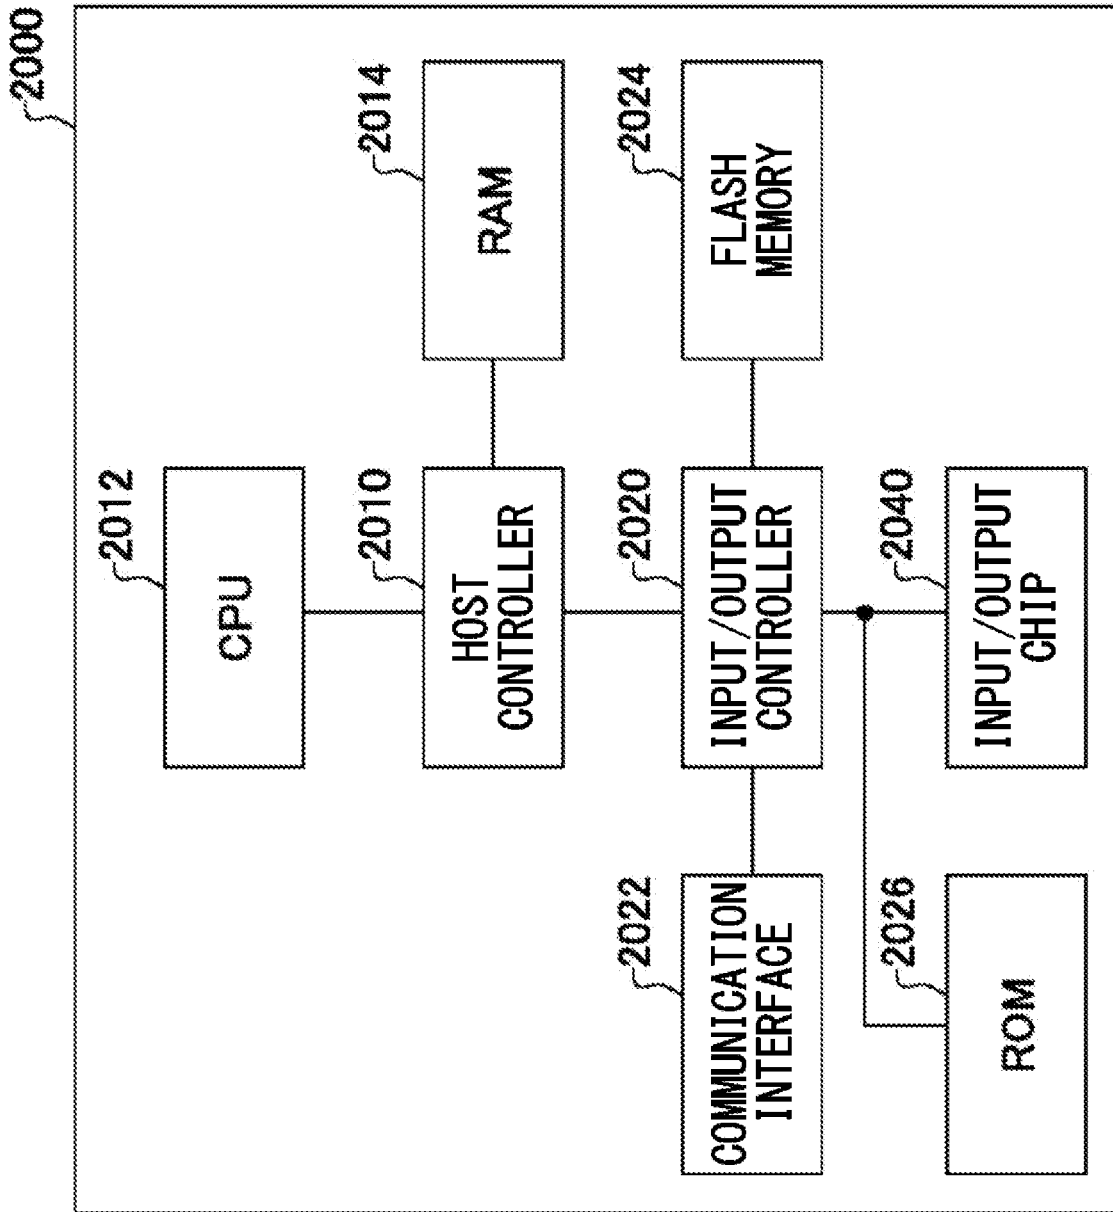 2000
2012
CPU
2010
HOST
CONTROLLER
2014
RAM
2022
COMMUNICATION
INTERFACE
2020
INPUT/OUTPUT
CONTROLLER
2024
FLASH
MEMORY
2026
ROM
2040
INPUT/OUTPUT
CHIP